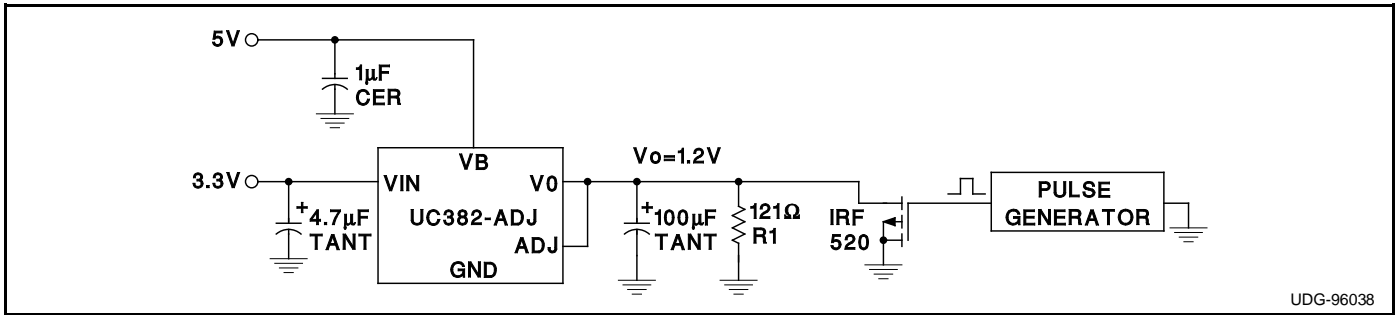 5V
1µF
CER
3.3V
+
4.7µF
TANT
VB
VIN
V0
UC382-ADJ
ADJ
GND
Vo=1.2V
+
100µF
TANT
121Ω
R1
IRF
520
PULSE
GENERATOR
UDG-96038